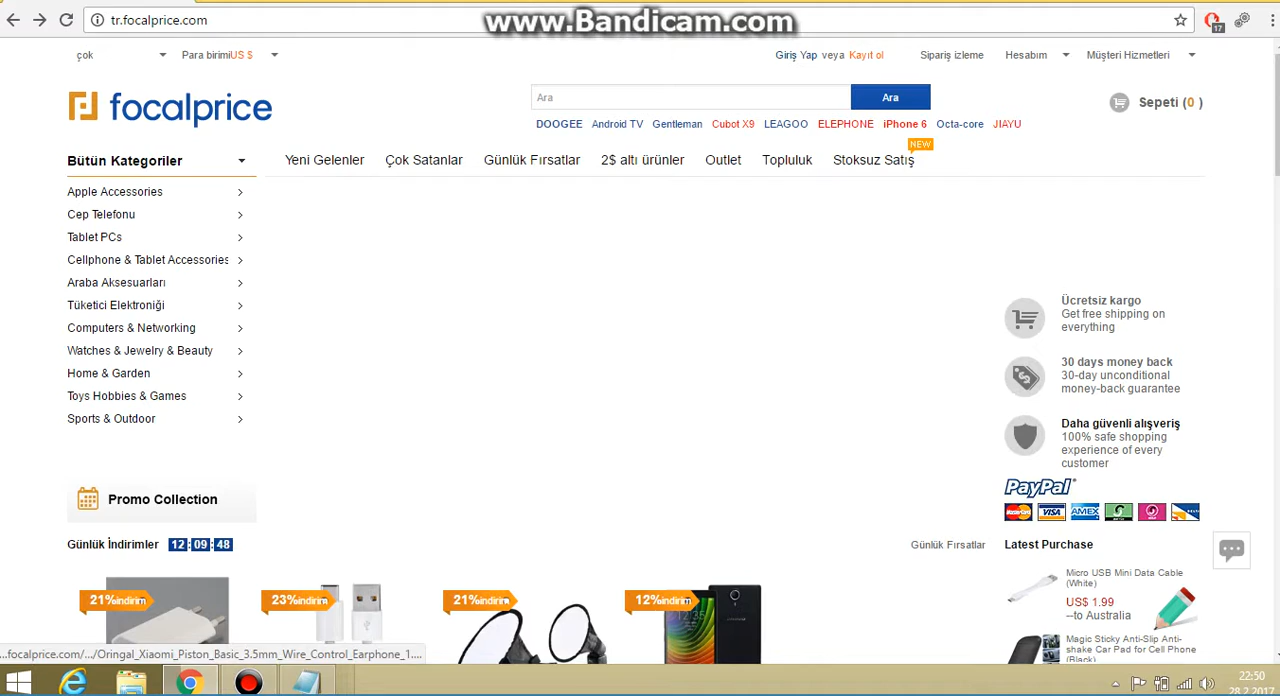 tr.focalprice.com
www.Bandicam.com
17
çok
Para birimiUS $
Giriş Yap veya Kayıt ol
Sipariş izleme
Hesabım
Müşteri Hizmetleri
focalprice
Ara
Ara
Sepeti (0 )
DOOGEE Android TV Gentleman Cubot X9 LEAGOO ELEPHONE iPhone 6 Octa-core JIAYU
NEW
Bütün Kategoriler
Yeni Gelenler Çok Satanlar Günlük Fırsatlar 2$ altı ürünler Outlet Topluluk Stoksuz Satış
Apple Accessories
Cep Telefonu
Tablet PCs
Cellphone & Tablet Accessories
Araba Aksesuarları
Tüketici Elektroniği
Computers & Networking
Watches & Jewelry & Beauty
Home & Garden
Toys Hobbies & Games
Sports & Outdoor
Ücretsiz kargo
Get free shipping on
everything
30 days money back
30-day unconditional
money-back guarantee
Daha güvenli alışveriş
100% safe shopping
experience of every
customer
PayPal
MasterCard VISA AMEX
Promo Collection
Günlük İndirimler 12:09:48
Günlük Fırsatlar
Latest Purchase
21%indirim
23%indirim
21%indirim
12%indirim
Micro USB Mini Data Cable
(White)
US$ 1.99
--to Australia
Magic Sticky Anti-Slip Anti-
shake Car Pad for Cell Phone
(Black)
...focalprice.com/.../Oringal_Xiaomi_Piston_Basic_3.5mm_Wire_Control_Earphone_1....
22:50
28.2.2017